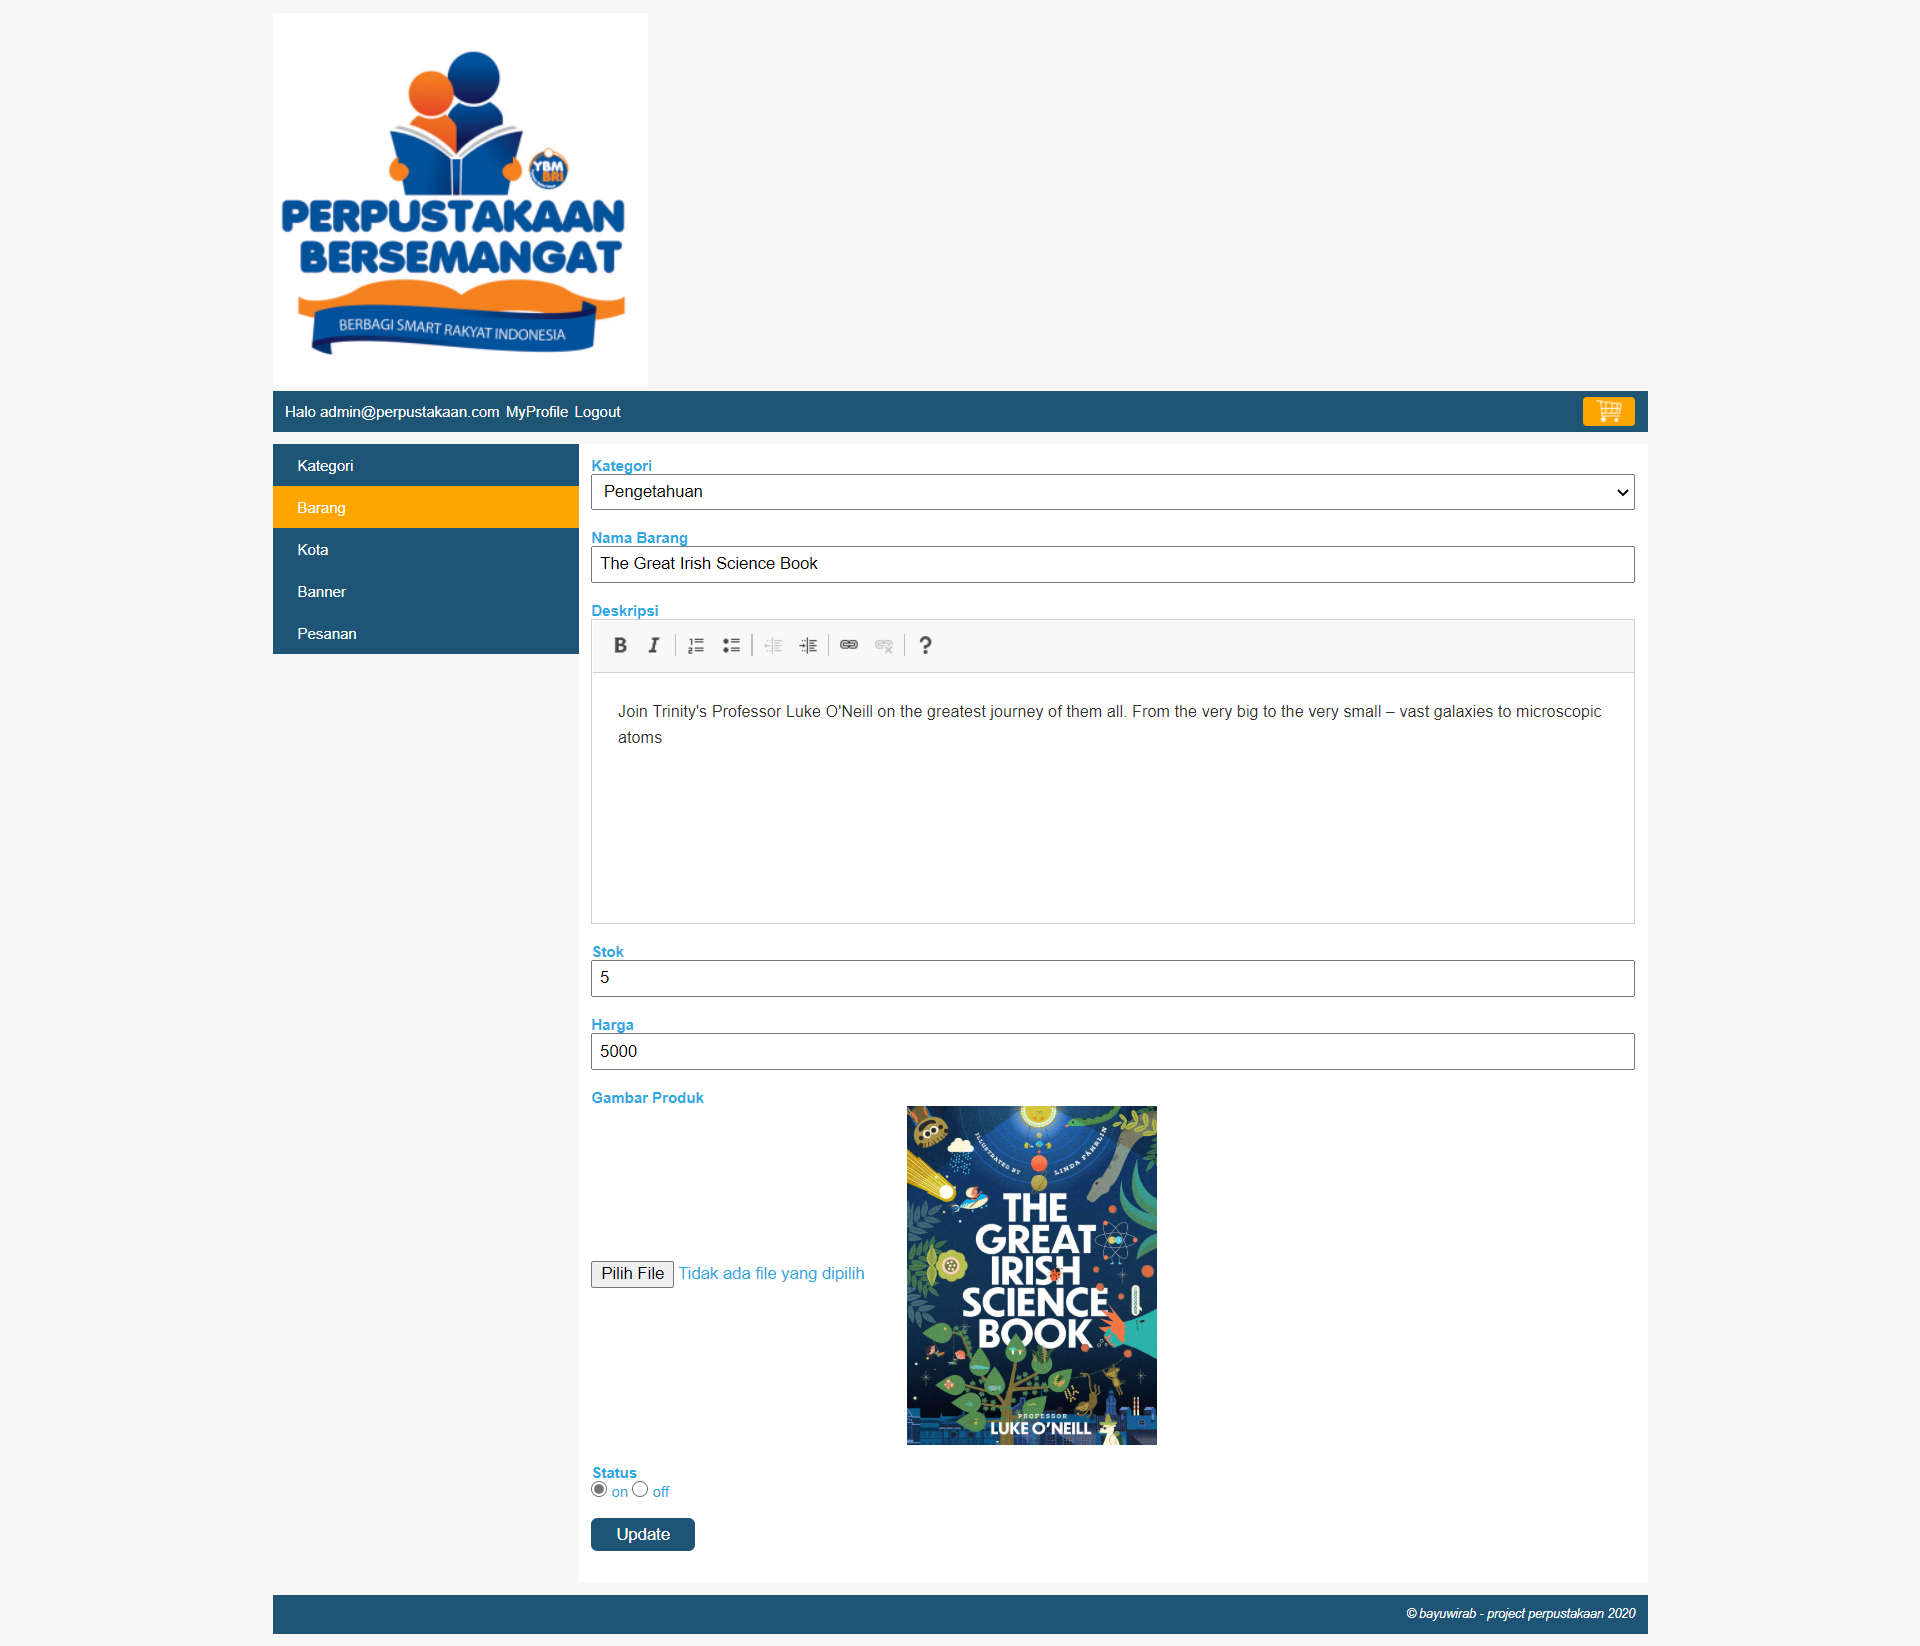 YBM
BRI
PERPUSTAKAAN
BERSEMANGAT
BERBAGI SMART RAKYAT INDONESIA
Halo admin@perpustakaan.com MyProfile Logout
Kategori
Barang
Kota
Banner
Pesanan
Kategori
Pengetahuan
Nama Barang
The Great Irish Science Book
Deskripsi
Join Trinity's Professor Luke O'Neill on the greatest journey of them all. From the very big to the very small – vast galaxies to microscopic
atoms
Stok
5
Harga
5000
Gambar Produk
Pilih File Tidak ada file yang dipilih
ILLUSTRATED BY LINDA FÄHRLIN
THE
GREAT
IRISH
SCIENCE
BOOK
PROFESSOR
LUKE O'NEILL
Status
on off
Update
© bayuwirab - project perpustakaan 2020